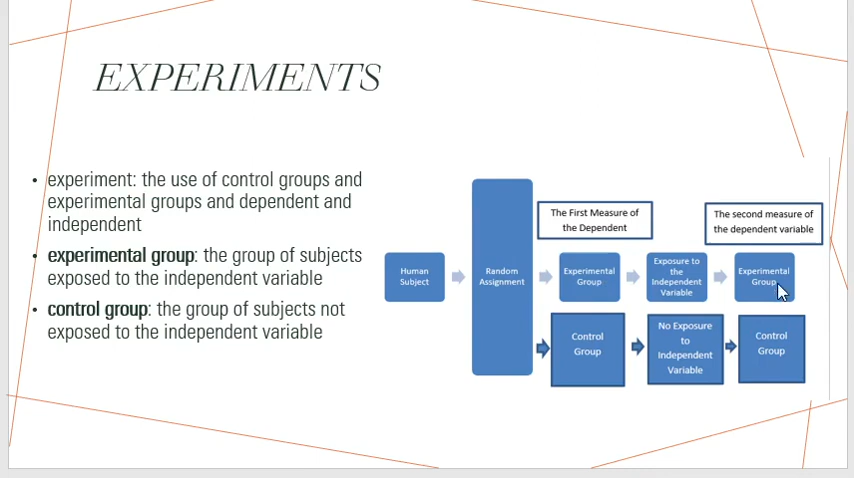 EXPERIMENTS
• experiment: the use of control groups and
experimental groups and dependent and
independent
• experimental group: the group of subjects
exposed to the independent variable
• control group: the group of subjects not
exposed to the independent variable
The First Measure of
the Dependent
The second measure of
the dependent variable
Human
Subject
Random
Assignment
Experimental
Group
Exposure to
the
Independent
Variable
Experimental
Group
Control
Group
No Exposure
to
Independent
Variable
Control
Group